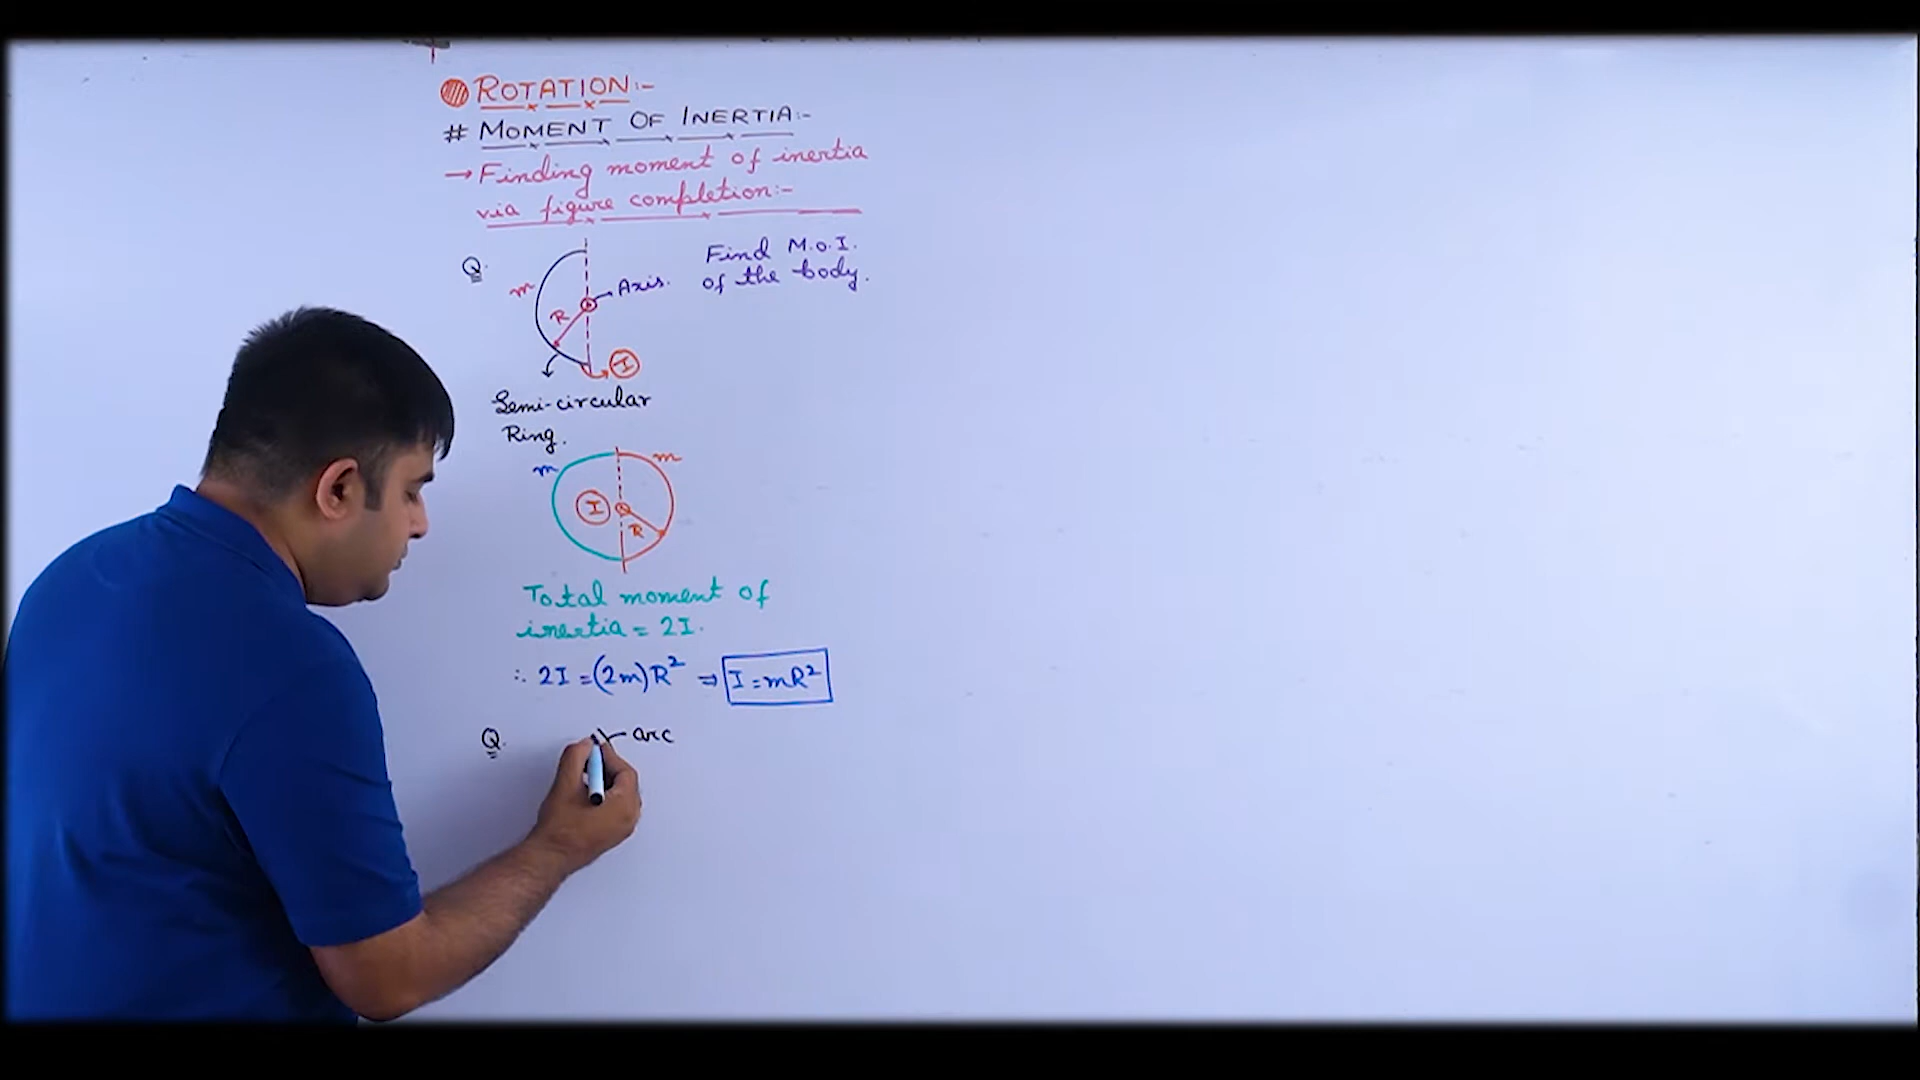 ROTATION:-
# MOMENT OF INERTIA:-
→ Finding moment of inertia
via figure completion:-
Q.
m
R
Axis.
I
Find M.O.I.
of the body.
Semi-circular
Ring.
m
m
I
R
Total moment of
inertia = 2I.
∴ 2I = (2m)R² ⇒ I = mR²
Q.
arc